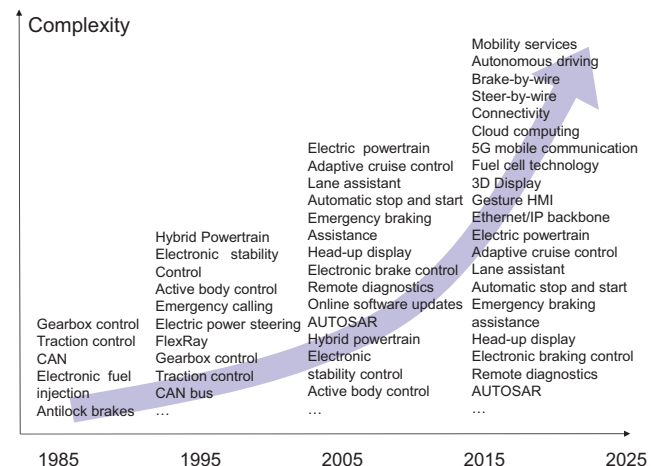 Complexity
Gearbox control
Traction control
CAN
Electronic fuel
injection
Antilock brakes
Hybrid Powertrain
Electronic stability
Control
Active body control
Emergency calling
Electric power steering
FlexRay
Gearbox control
Traction control
CAN bus
…
Electric powertrain
Adaptive cruise control
Lane assistant
Automatic stop and start
Emergency braking
Assistance
Head-up display
Electronic brake control
Remote diagnostics
Online software updates
AUTOSAR
Hybrid powertrain
Electronic
stability control
Active body control
…
Mobility services
Autonomous driving
Brake-by-wire
Steer-by-wire
Connectivity
Cloud computing
5G mobile communication
Fuel cell technology
3D Display
Gesture HMI
Ethernet/IP backbone
Electric powertrain
Adaptive cruise control
Lane assistant
Automatic stop and start
Emergency braking
assistance
Head-up display
Electronic braking control
Remote diagnostics
AUTOSAR
…
1985 1995 2005 2015 2025